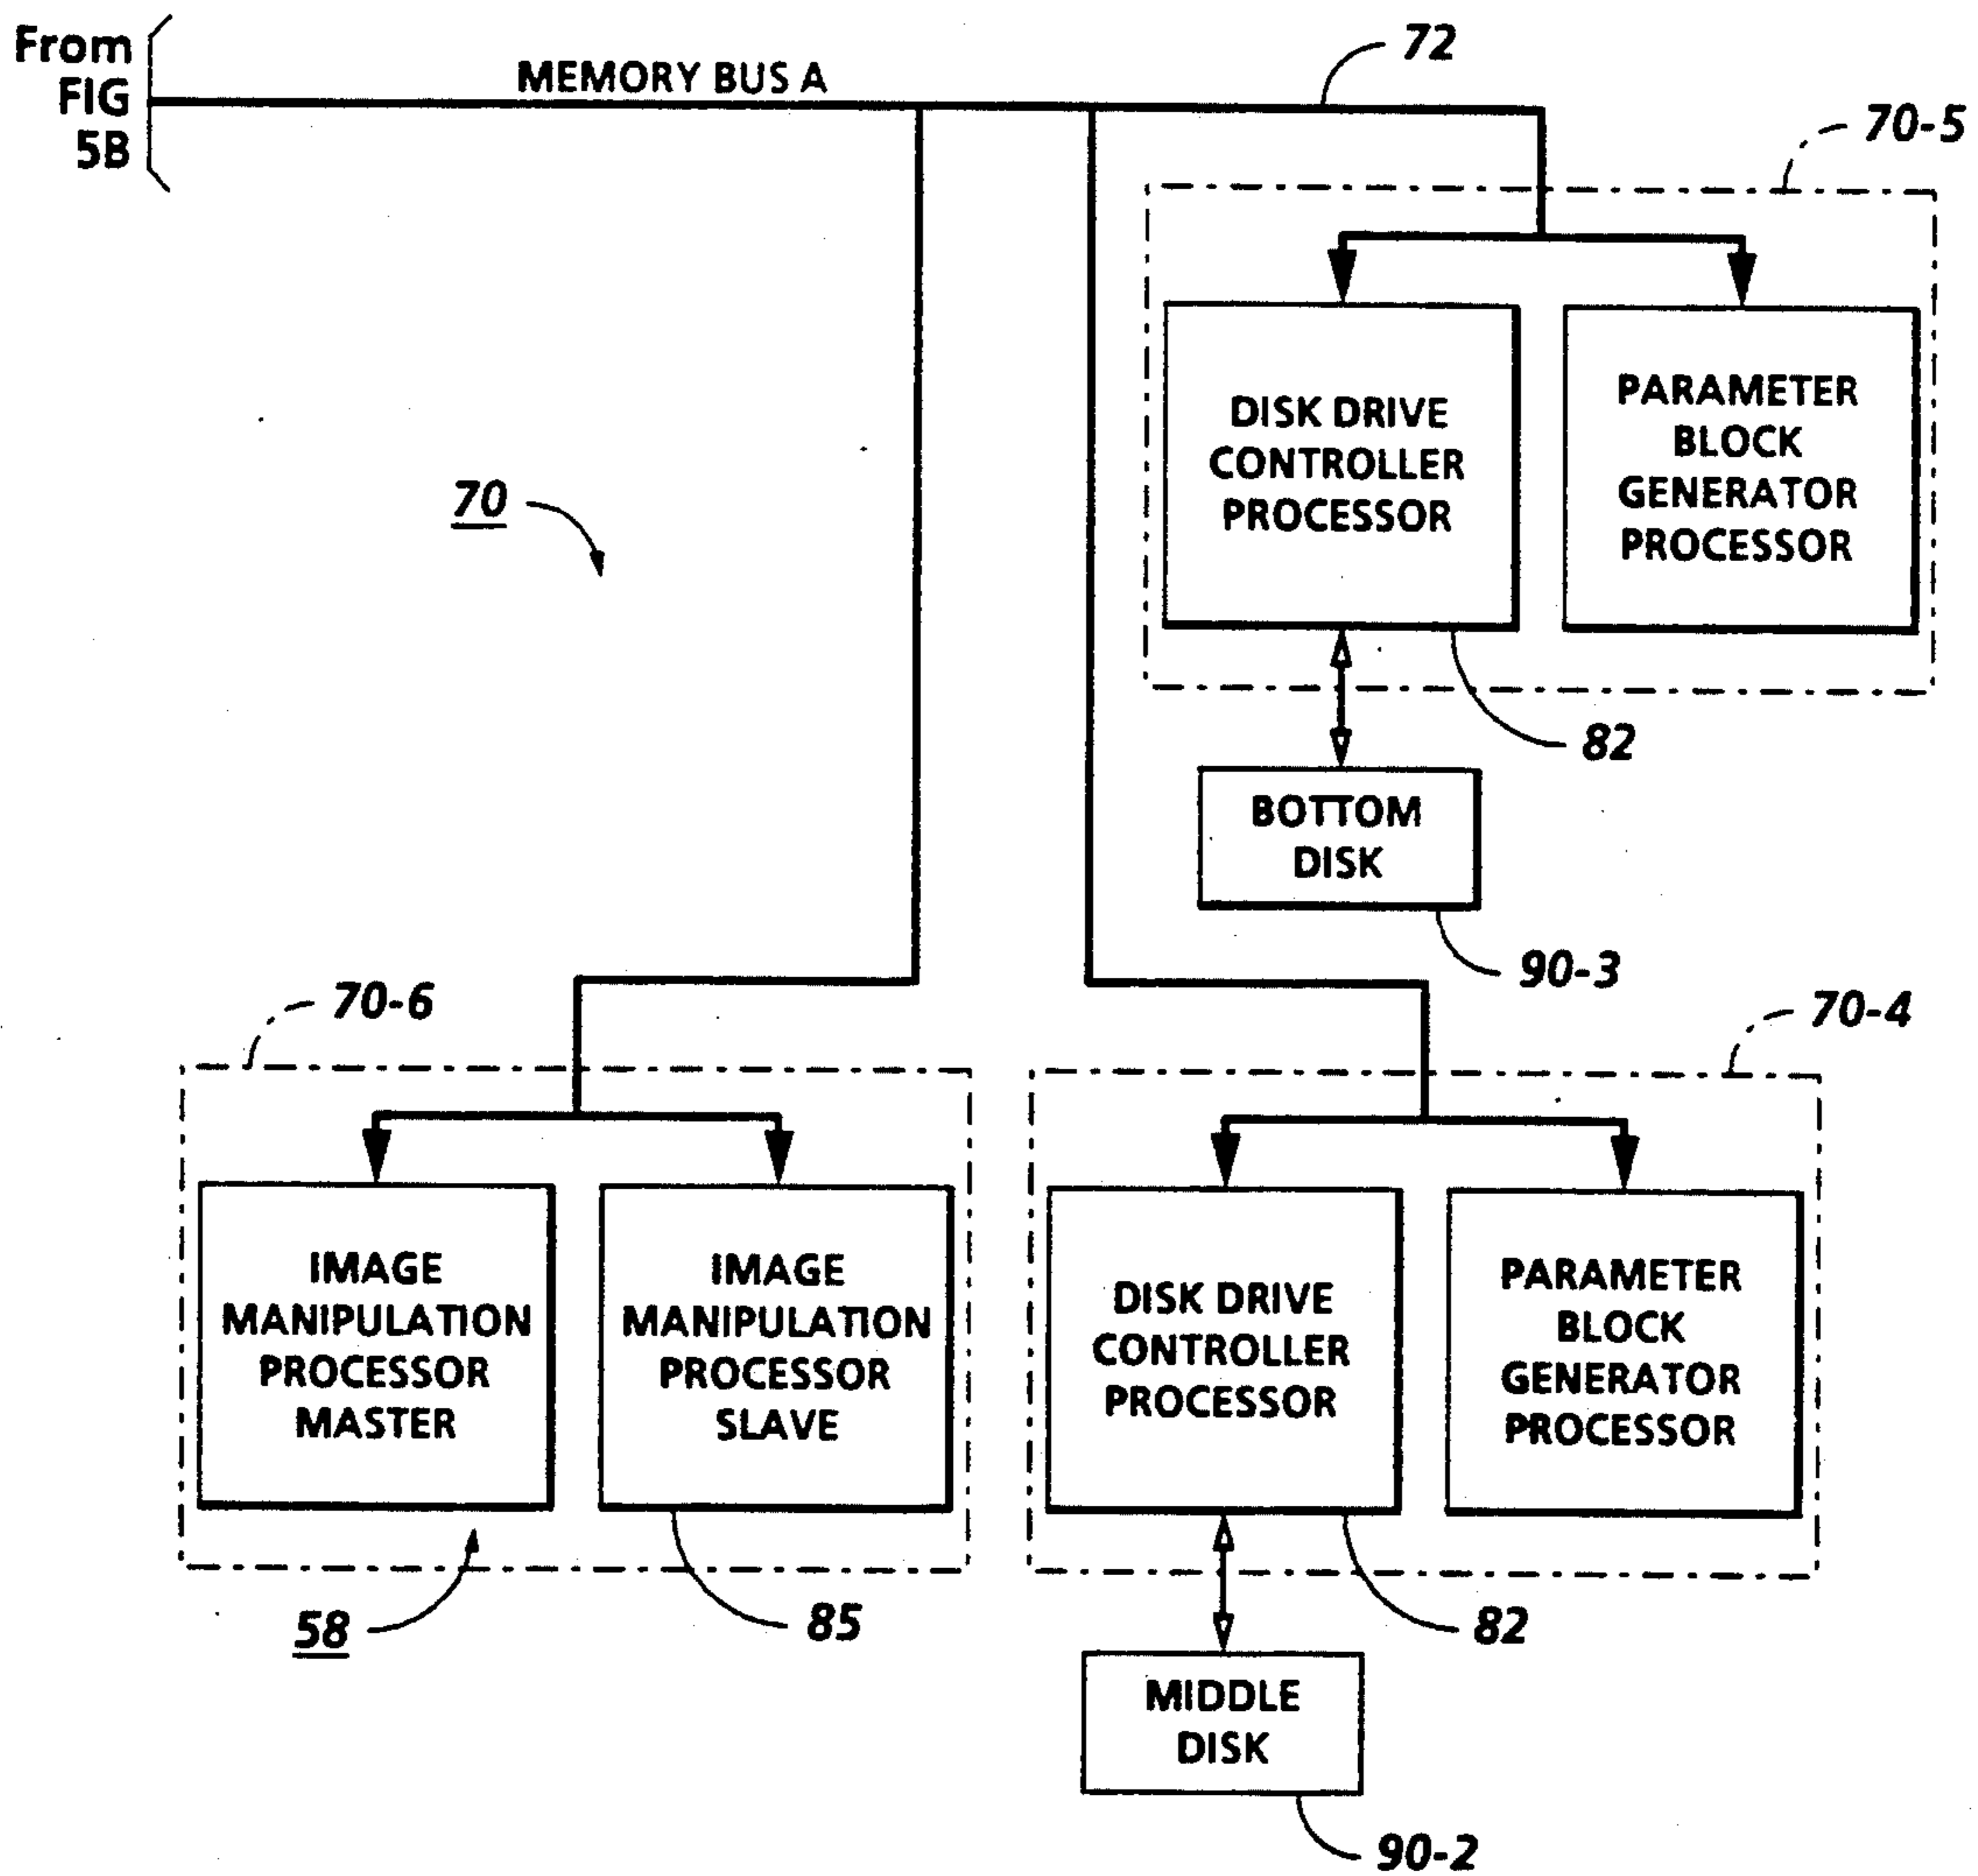 From
FIG
5B
MEMORY BUS A
72
70-5
DISK DRIVE
CONTROLLER
PROCESSOR
PARAMETER
BLOCK
GENERATOR
PROCESSOR
70
82
BOTTOM
DISK
90-3
70-6
70-4
IMAGE
MANIPULATION
PROCESSOR
MASTER
IMAGE
MANIPULATION
PROCESSOR
SLAVE
DISK DRIVE
CONTROLLER
PROCESSOR
PARAMETER
BLOCK
GENERATOR
PROCESSOR
58
85
82
MIDDLE
DISK
90-2